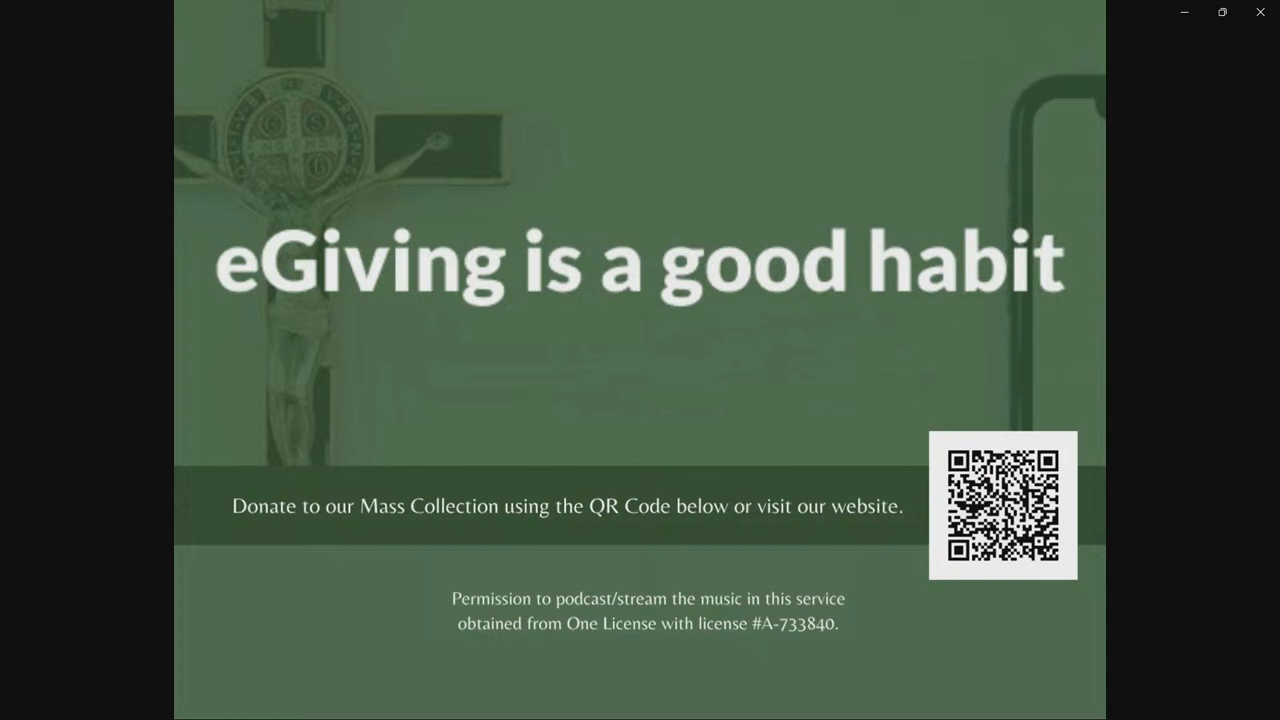 eGiving is a good habit
Donate to our Mass Collection using the QR Code below or visit our website.
Permission to podcast/stream the music in this service
obtained from One License with license #A-733840.